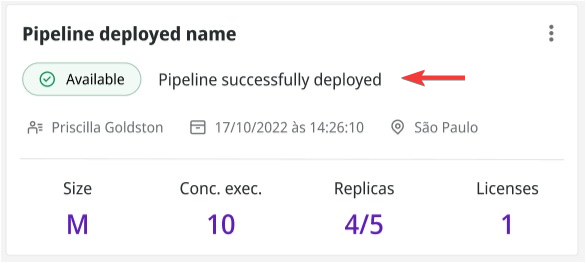 Pipeline deployed name
Available Pipeline successfully deployed
Priscilla Goldston 17/10/2022 às 14:26:10 São Paulo
Size Conc. exec. Replicas Licenses
M 10 4/5 1